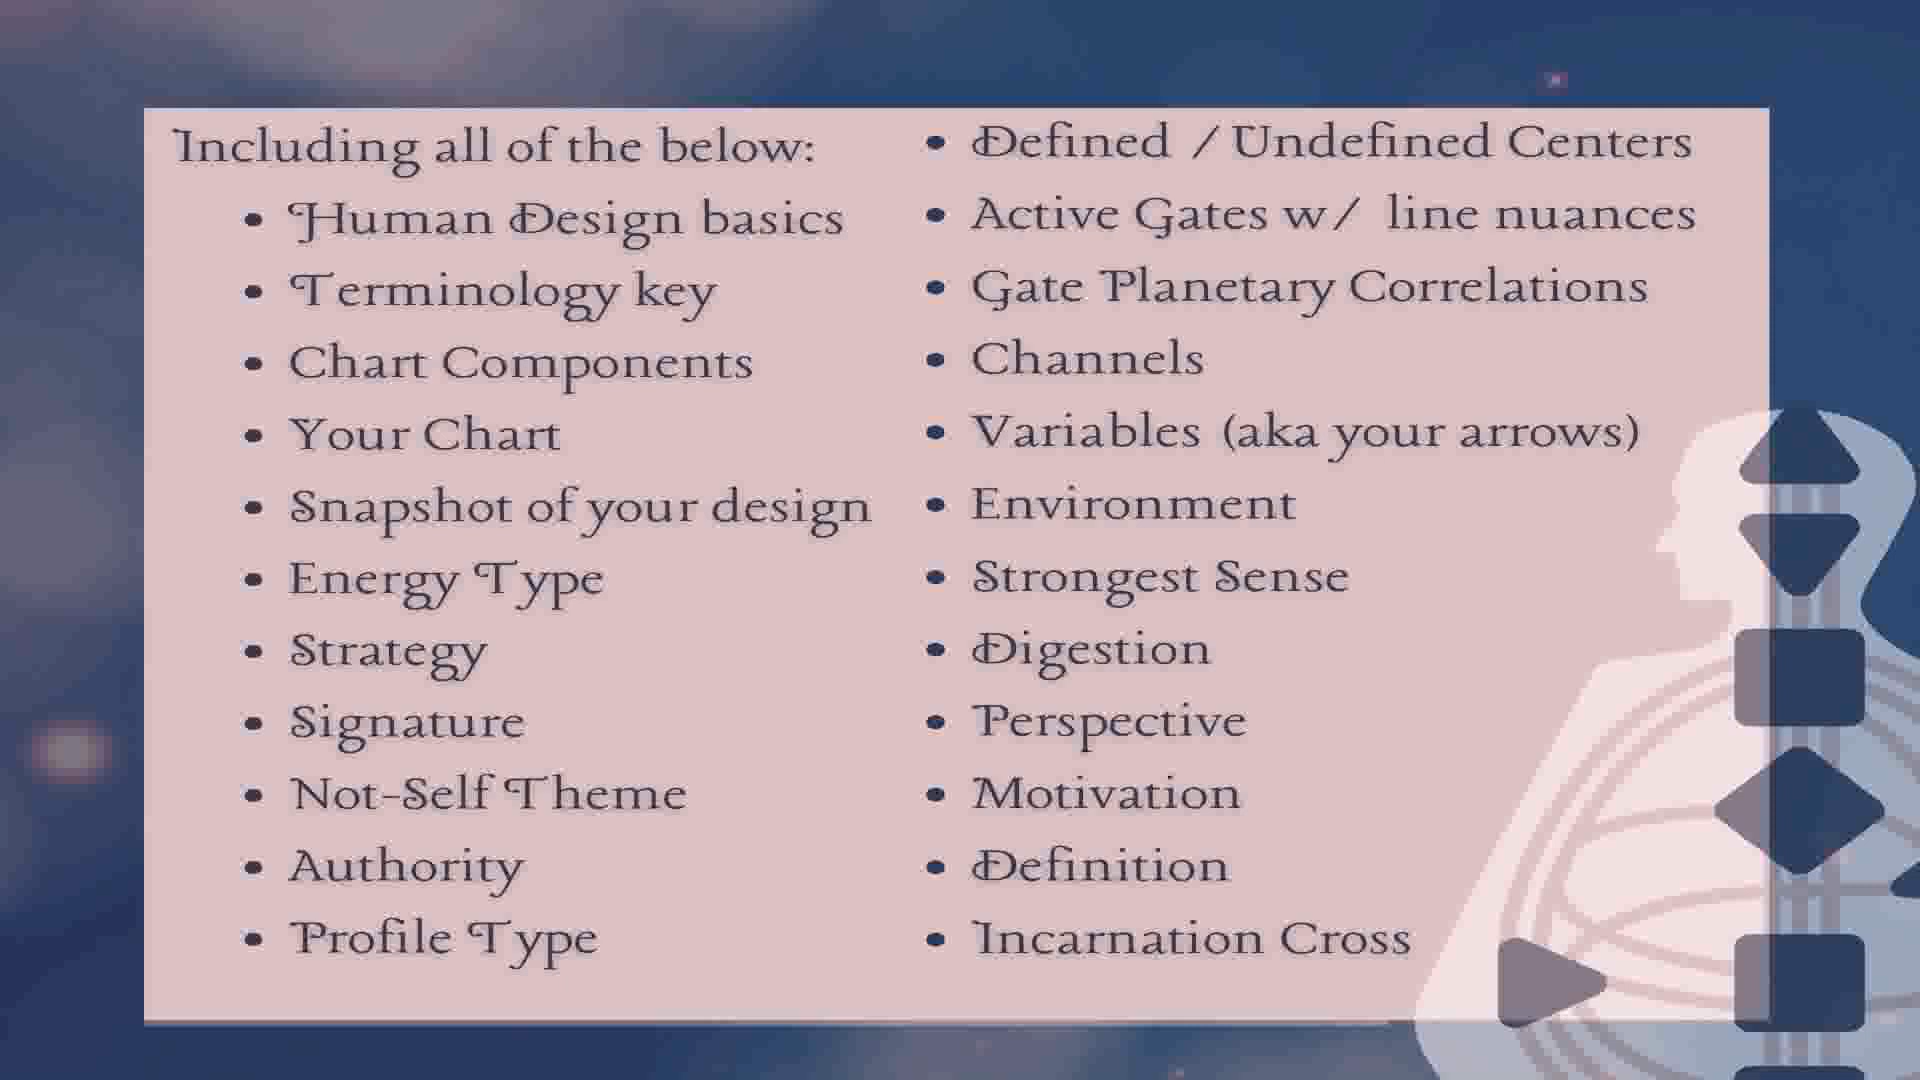 Including all of the below:
• Human Design basics
• Terminology key
• Chart Components
• Your Chart
• Snapshot of your design
• Energy Type
• Strategy
• Signature
• Not-Self Theme
• Authority
• Profile Type
• Defined / Undefined Centers
• Active Gates w/ line nuances
• Gate Planetary Correlations
• Channels
• Variables (aka your arrows)
• Environment
• Strongest Sense
• Digestion
• Perspective
• Motivation
• Definition
• Incarnation Cross